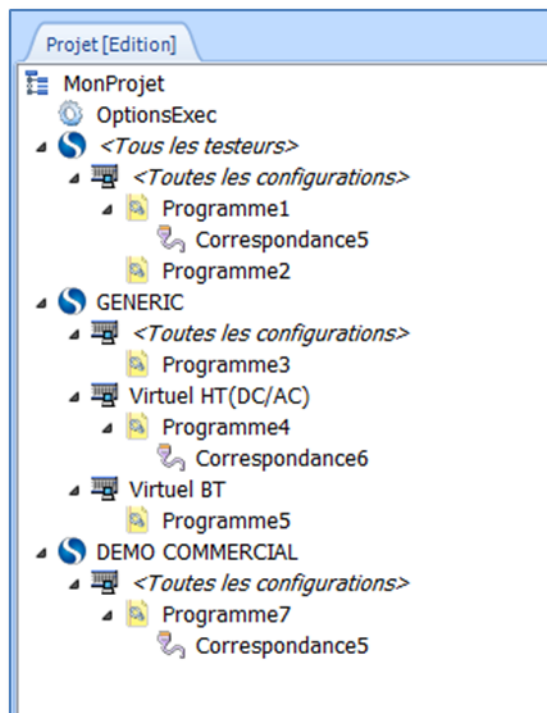 Projet [Edition]
MonProjet
OptionsExec
<Tous les testeurs>
<Toutes les configurations>
Programme1
Correspondance5
Programme2
GENERIC
<Toutes les configurations>
Programme3
Virtuel HT(DC/AC)
Programme4
Correspondance6
Virtuel BT
Programme5
DEMO COMMERCIAL
<Toutes les configurations>
Programme7
Correspondance5